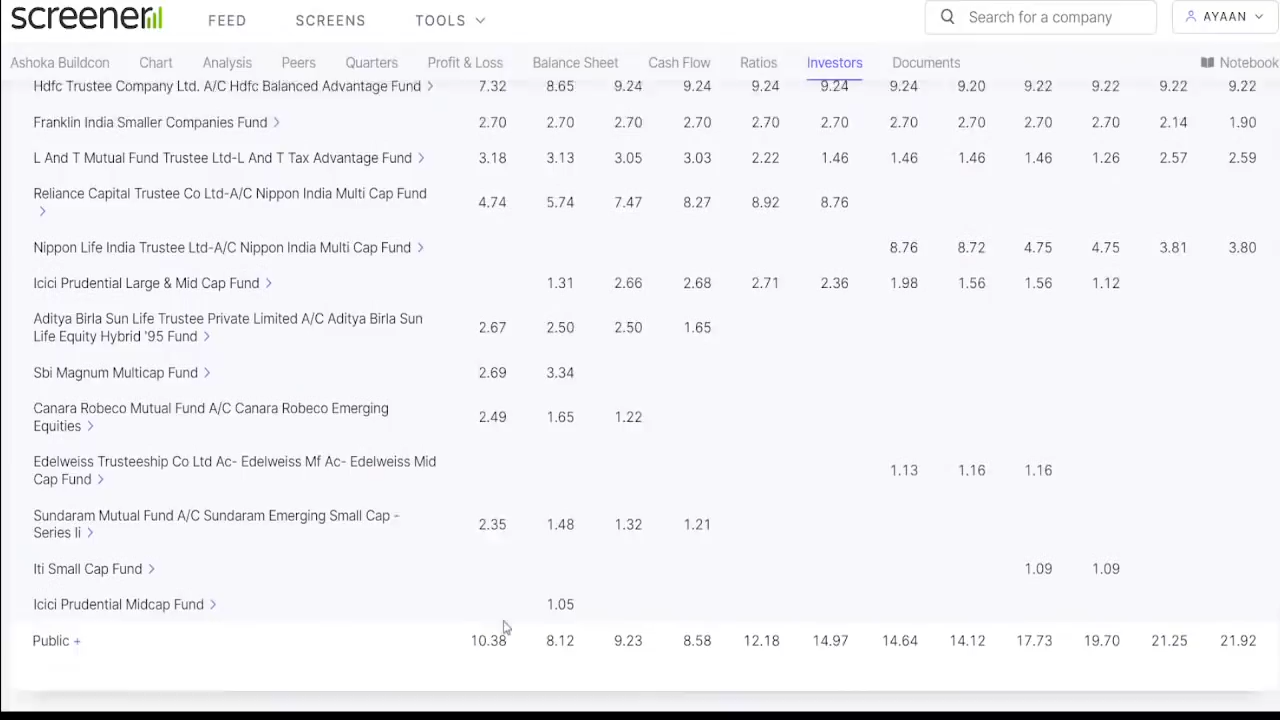 screener
FEED SCREENS TOOLS
Search for a company
AYAAN
Ashoka Buildcon Chart Analysis Peers Quarters Profit & Loss Balance Sheet Cash Flow Ratios Investors Documents Notebook
Hdfc Trustee Company Ltd. A/C Hdfc Balanced Advantage Fund > 7.32 8.65 9.24 9.24 9.24 9.24 9.24 9.20 9.22 9.22 9.22 9.22
Franklin India Smaller Companies Fund > 2.70 2.70 2.70 2.70 2.70 2.70 2.70 2.70 2.70 2.70 2.14 1.90
L And T Mutual Fund Trustee Ltd-L And T Tax Advantage Fund > 3.18 3.13 3.05 3.03 2.22 1.46 1.46 1.46 1.46 1.26 2.57 2.59
Reliance Capital Trustee Co Ltd-A/C Nippon India Multi Cap Fund
> 4.74 5.74 7.47 8.27 8.92 8.76
Nippon Life India Trustee Ltd-A/C Nippon India Multi Cap Fund > 8.76 8.72 4.75 4.75 3.81 3.80
Icici Prudential Large & Mid Cap Fund > 1.31 2.66 2.68 2.71 2.36 1.98 1.56 1.56 1.12
Aditya Birla Sun Life Trustee Private Limited A/C Aditya Birla Sun
Life Equity Hybrid '95 Fund > 2.67 2.50 2.50 1.65
Sbi Magnum Multicap Fund > 2.69 3.34
Canara Robeco Mutual Fund A/C Canara Robeco Emerging
Equities > 2.49 1.65 1.22
Edelweiss Trusteeship Co Ltd Ac- Edelweiss Mf Ac- Edelweiss Mid
Cap Fund > 1.13 1.16 1.16
Sundaram Mutual Fund A/C Sundaram Emerging Small Cap -
Series Ii > 2.35 1.48 1.32 1.21
Iti Small Cap Fund > 1.09 1.09
Icici Prudential Midcap Fund > 1.05
Public + 10.38 8.12 9.23 8.58 12.18 14.97 14.64 14.12 17.73 19.70 21.25 21.92